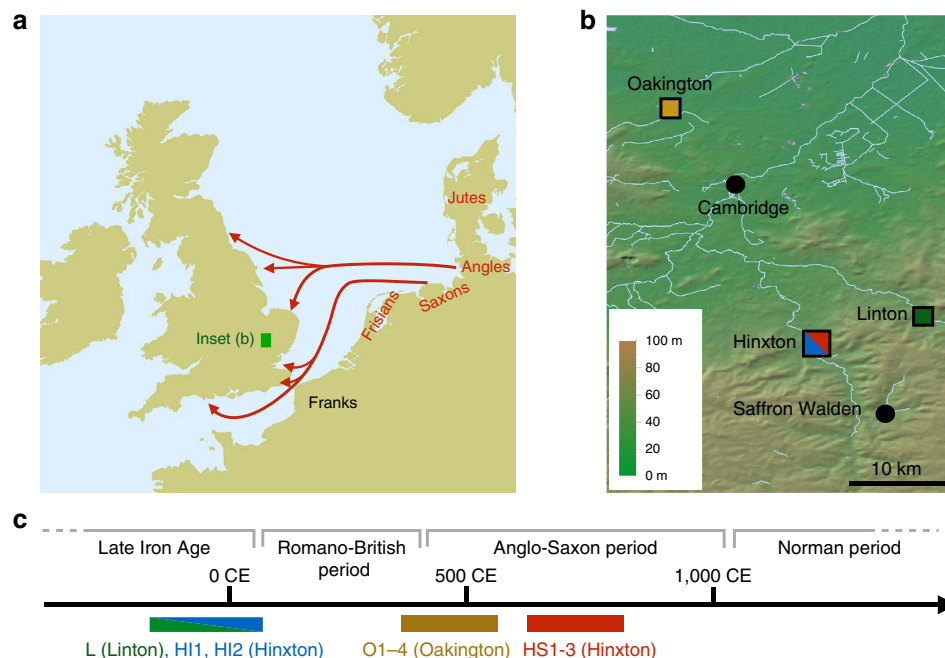 a
Jutes
Angles
Saxons
Frisians
Inset (b)
Franks
b
Oakington
Cambridge
Linton
Hinxton
Saffron Walden
100 m
80
60
40
20
0 m
10 km
c
Late Iron Age
Romano-British
period
Anglo-Saxon period
Norman period
0 CE
500 CE
1,000 CE
L (Linton), HI1, HI2 (Hinxton)
O1–4 (Oakington)
HS1-3 (Hinxton)